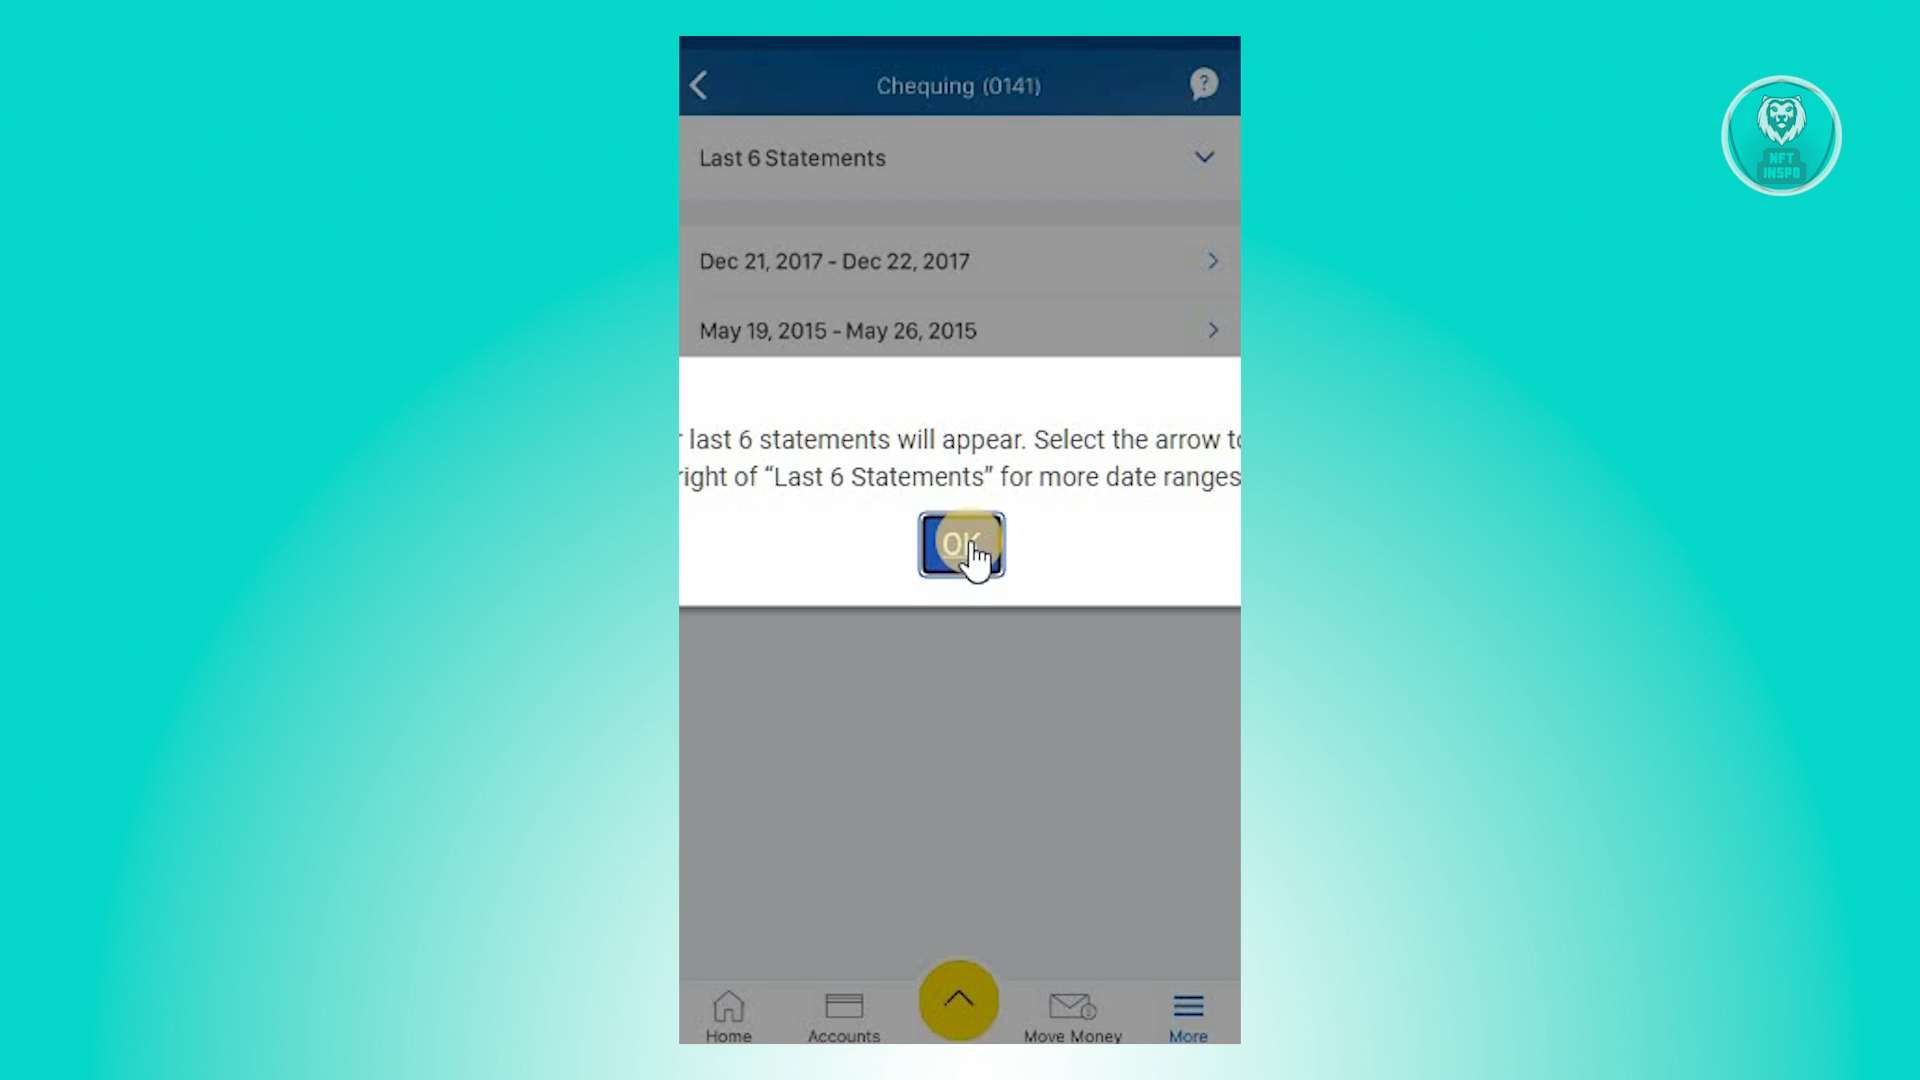 Chequing (0141)
?
NFT
INSPO
Last 6 Statements
Dec 21, 2017 - Dec 22, 2017
May 19, 2015 - May 26, 2015
last 6 statements will appear. Select the arrow to
right of “Last 6 Statements” for more date ranges
OK
Home
Accounts
Move Money
More